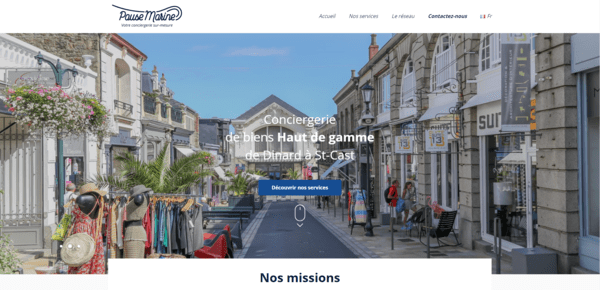 Pause Marine
Votre conciergerie sur-mesure
Accueil
Nos services
Le réseau
Contactez-nous
Fr
Conciergerie
de biens Haut de gamme
de Dinard à St-Cast
Découvrir nos services
Nos missions